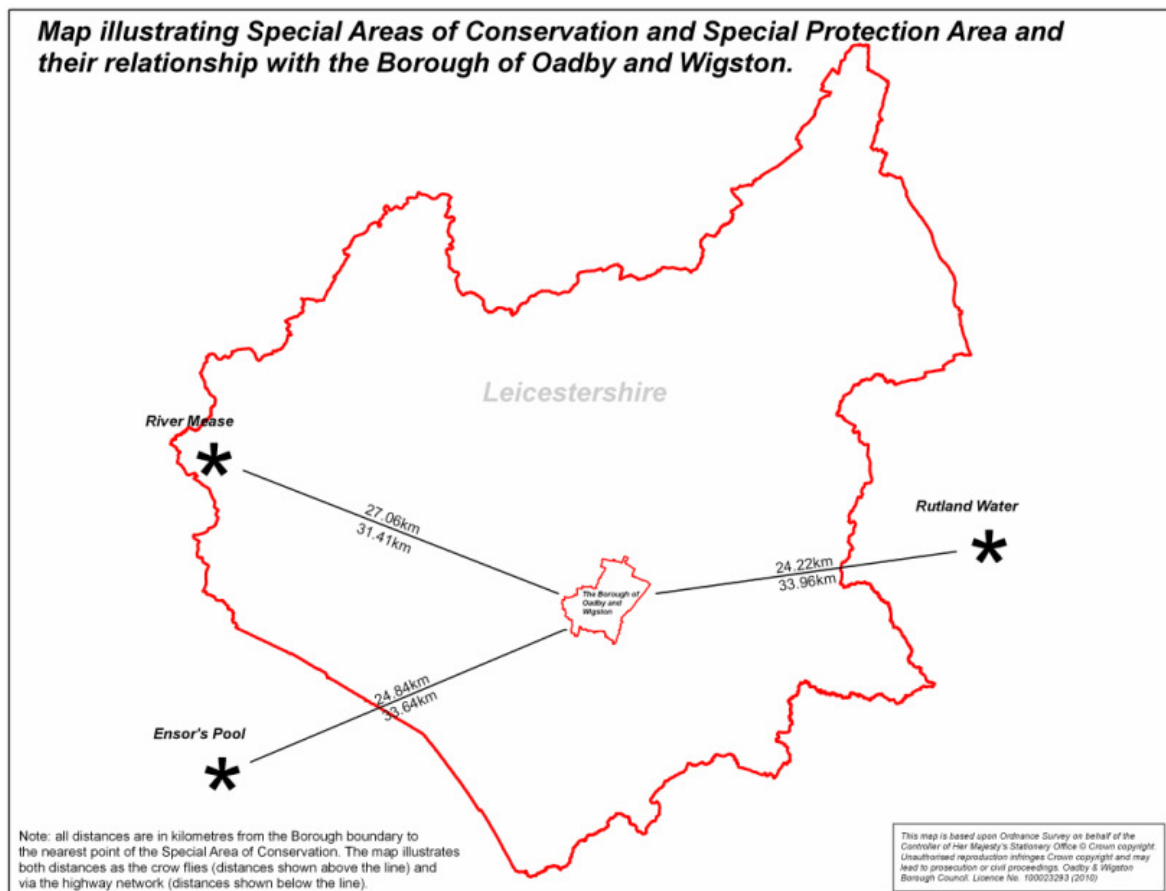 Map illustrating Special Areas of Conservation and Special Protection Area and
their relationship with the Borough of Oadby and Wigston.
Leicestershire
River Mease
27.06km
31.41km
Rutland Water
24.22km
33.96km
The Borough of
Oadby and
Wigston
24.84km
33.64km
Ensor's Pool
Note: all distances are in kilometres from the Borough boundary to
the nearest point of the Special Area of Conservation. The map illustrates
both distances as the crow flies (distances shown above the line) and
via the highway network (distances shown below the line).
This map is based upon Ordnance Survey on behalf of the
Controller of Her Majesty's Stationery Office © Crown copyright.
Unauthorised reproduction infringes Crown copyright and may
lead to prosecution or civil proceedings. Oadby & Wigston
Borough Council. Licence No. 100023293 (2010)